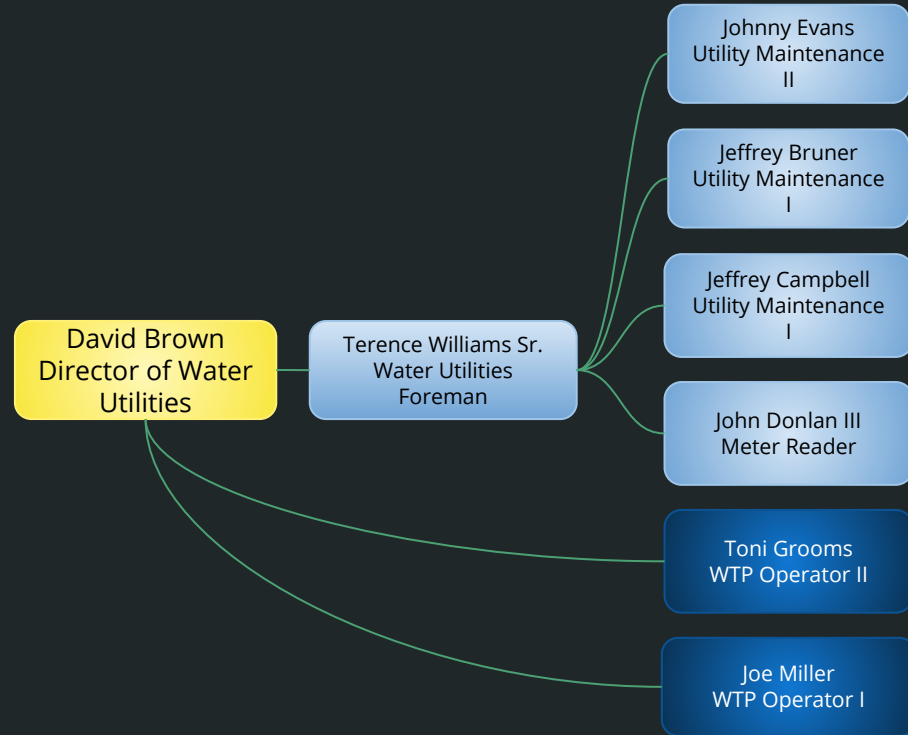 Johnny Evans
Utility Maintenance
II
Jeffrey Bruner
Utility Maintenance
I
Jeffrey Campbell
Utility Maintenance
I
David Brown
Director of Water
Utilities
Terence Williams Sr.
Water Utilities
Foreman
John Donlan III
Meter Reader
Toni Grooms
WTP Operator II
Joe Miller
WTP Operator I